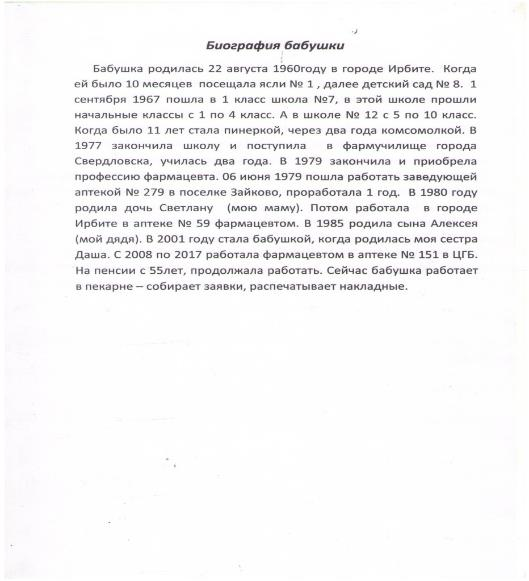 Биография бабушки
Бабушка родилась 22 августа 1960году в городе Ирбите. Когда
ей было 10 месяцев посещала ясли № 1 , далее детский сад № 8. 1
сентября 1967 пошла в 1 класс школа №7, в этой школе прошли
начальные классы с 1 по 4 класс. А в школе № 12 с 5 по 10 класс.
Когда было 11 лет стала пинеркой, через два года комсомолкой. В
1977 закончила школу и поступила в фармучилище города
Свердловска, училась два года. В 1979 закончила и приобрела
профессию фармацевта. 06 июня 1979 пошла работать заведующей
аптекой № 279 в поселке Зайково, проработала 1 год. В 1980 году
родила дочь Светлану (мою маму). Потом работала в городе
Ирбите в аптеке № 59 фармацевтом. В 1985 родила сына Алексея
(мой дядя). В 2001 году стала бабушкой, когда родилась моя сестра
Даша. С 2008 по 2017 работала фармацевтом в аптеке № 151 в ЦГБ.
На пенсии с 55лет, продолжала работать. Сейчас бабушка работает
в пекарне – собирает заявки, распечатывает накладные.